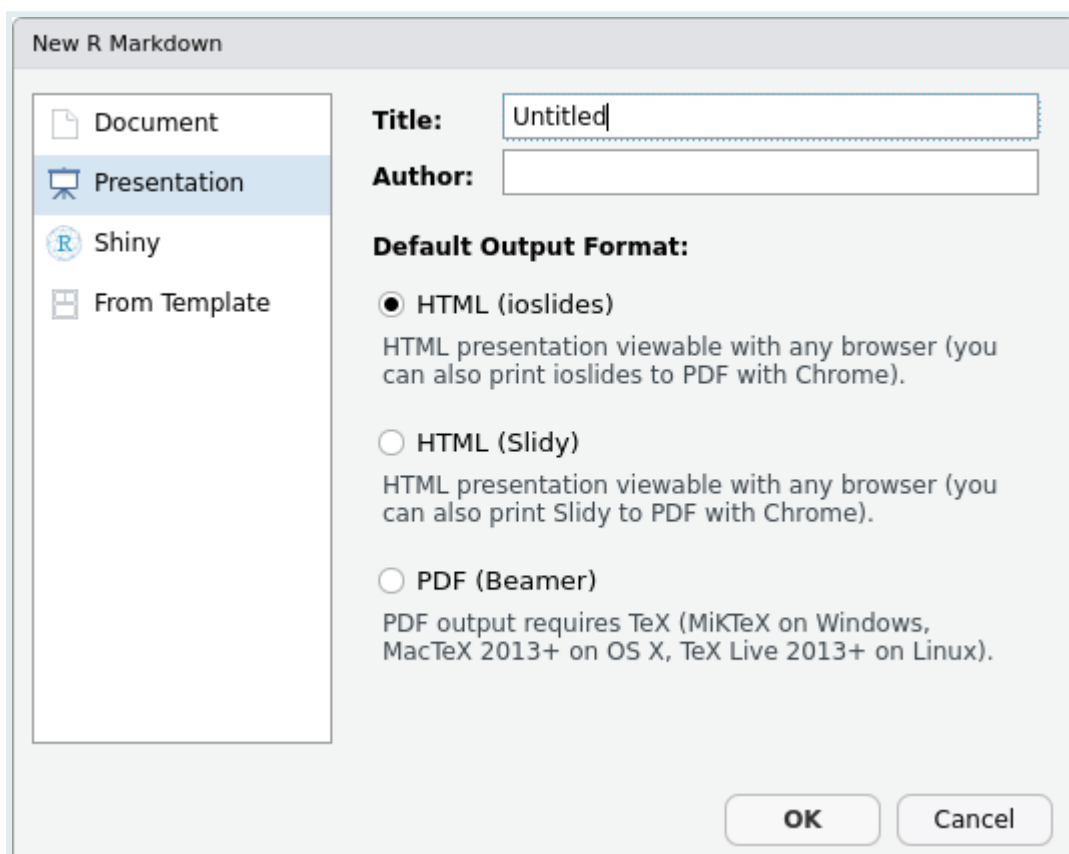 New R Markdown
Document
Presentation
R Shiny
From Template
Title: Untitled
Author:
Default Output Format:
HTML (ioslides)
HTML presentation viewable with any browser (you
can also print ioslides to PDF with Chrome).
HTML (Slidy)
HTML presentation viewable with any browser (you
can also print Slidy to PDF with Chrome).
PDF (Beamer)
PDF output requires TeX (MiKTeX on Windows,
MacTeX 2013+ on OS X, TeX Live 2013+ on Linux).
OK Cancel